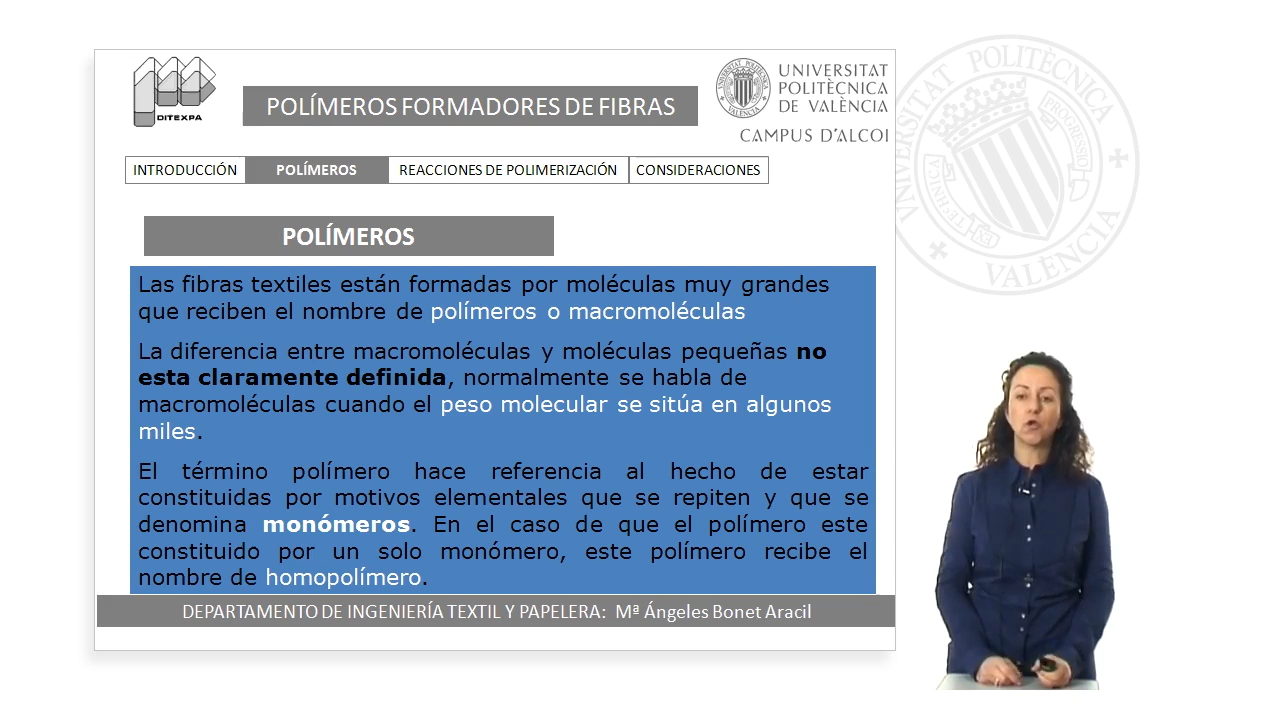 DITEXPA
POLÍMEROS FORMADORES DE FIBRAS
UNIVERSITAT
POLITÈCNICA
DE VALÈNCIA
CAMPUS D'ALCOI
INTRODUCCIÓN
POLÍMEROS
REACCIONES DE POLIMERIZACIÓN
CONSIDERACIONES
POLÍMEROS
Las fibras textiles están formadas por moléculas muy grandes
que reciben el nombre de polímeros o macromoléculas
La diferencia entre macromoléculas y moléculas pequeñas no
esta claramente definida, normalmente se habla de
macromoléculas cuando el peso molecular se sitúa en algunos
miles.
El término polímero hace referencia al hecho de estar
constituidas por motivos elementales que se repiten y que se
denomina monómeros. En el caso de que el polímero este
constituido por un solo monómero, este polímero recibe el
nombre de homopolímero.
DEPARTAMENTO DE INGENIERÍA TEXTIL Y PAPELERA: Mª Ángeles Bonet Aracil
POLITÈCNICA
VALÈNCIA